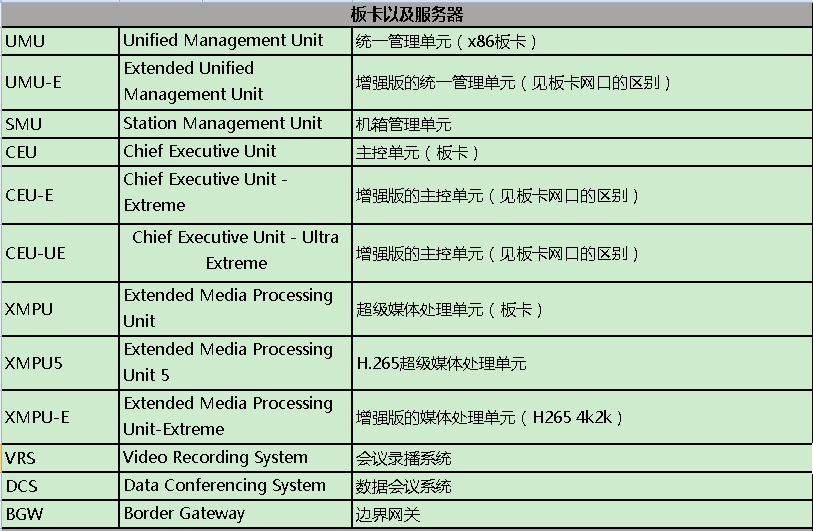 板卡以及服务器
UMU Unified Management Unit 统一管理单元（x86板卡）
UMU-E Extended Unified
Management Unit 增强版的统一管理单元（见板卡网口的区别）
SMU Station Management Unit 机箱管理单元
CEU Chief Executive Unit 主控单元（板卡）
CEU-E Chief Executive Unit -
Extreme 增强版的主控单元（见板卡网口的区别）
CEU-UE Chief Executive Unit - Ultra
Extreme 增强版的主控单元（见板卡网口的区别）
XMPU Extended Media Processing
Unit 超级媒体处理单元（板卡）
XMPU5 Extended Media Processing
Unit 5 H.265超级媒体处理单元
XMPU-E Extended Media Processing
Unit-Extreme 增强版的媒体处理单元（H265 4k2k）
VRS Video Recording System 会议录播系统
DCS Data Conferencing System 数据会议系统
BGW Border Gateway 边界网关